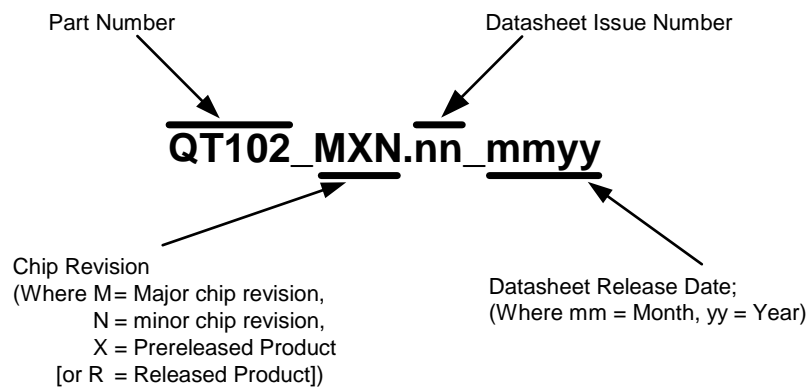 Part Number
Datasheet Issue Number
QT102_MXN.nn_mmyy
Chip Revision
(Where M = Major chip revision,
N = minor chip revision,
X = Prereleased Product
[or R = Released Product])
Datasheet Release Date;
(Where mm = Month, yy = Year)